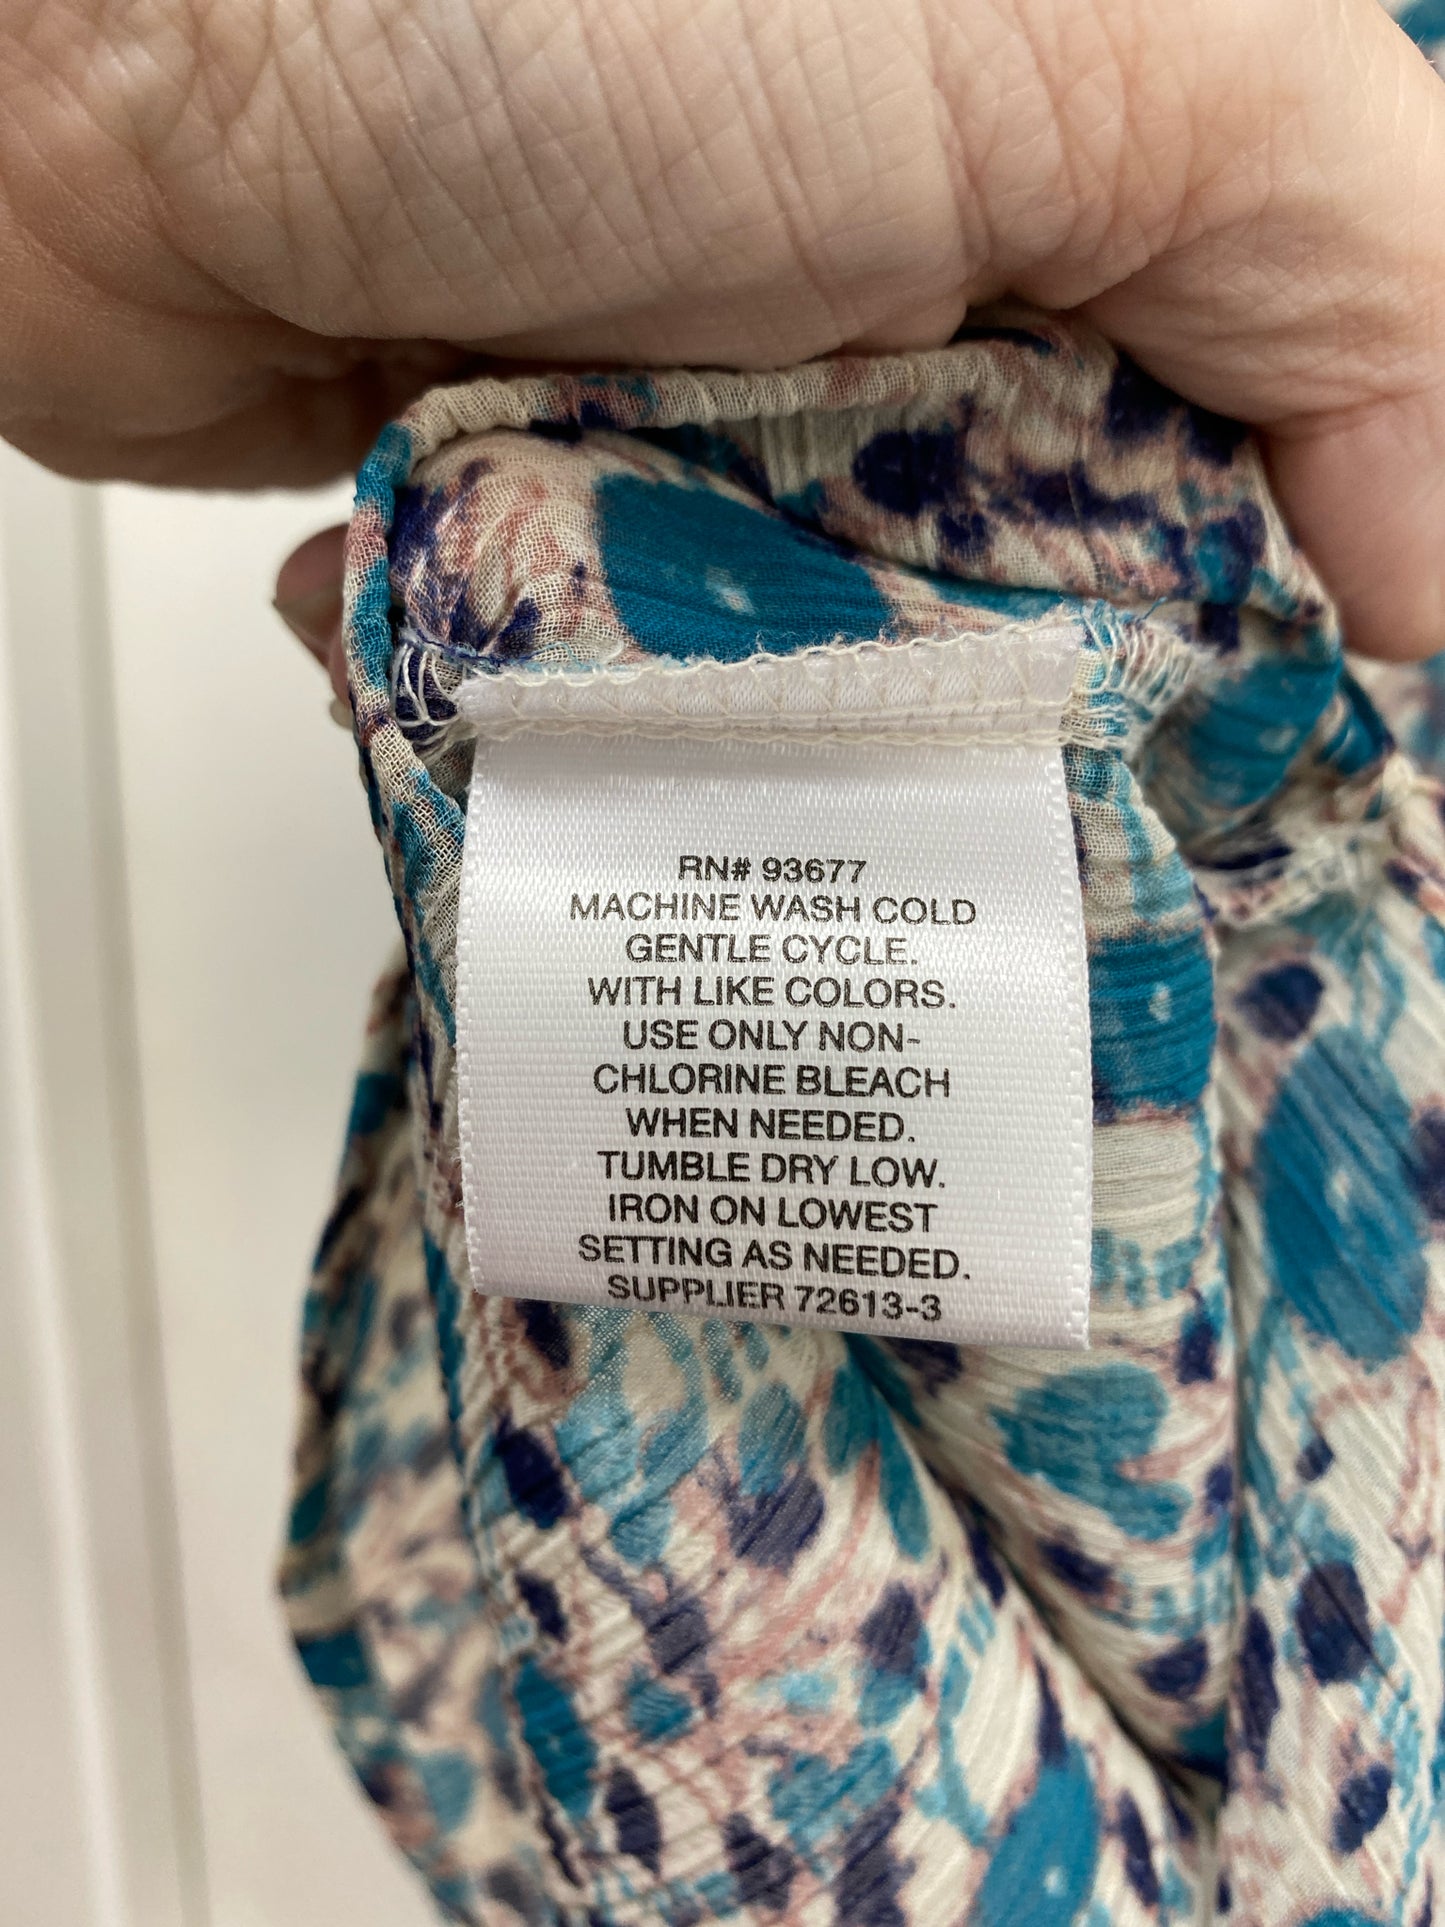 RN# 93677
MACHINE WASH COLD
GENTLE CYCLE.
WITH LIKE COLORS.
USE ONLY NON-
CHLORINE BLEACH
WHEN NEEDED.
TUMBLE DRY LOW.
IRON ON LOWEST
SETTING AS NEEDED.
SUPPLIER 72613-3